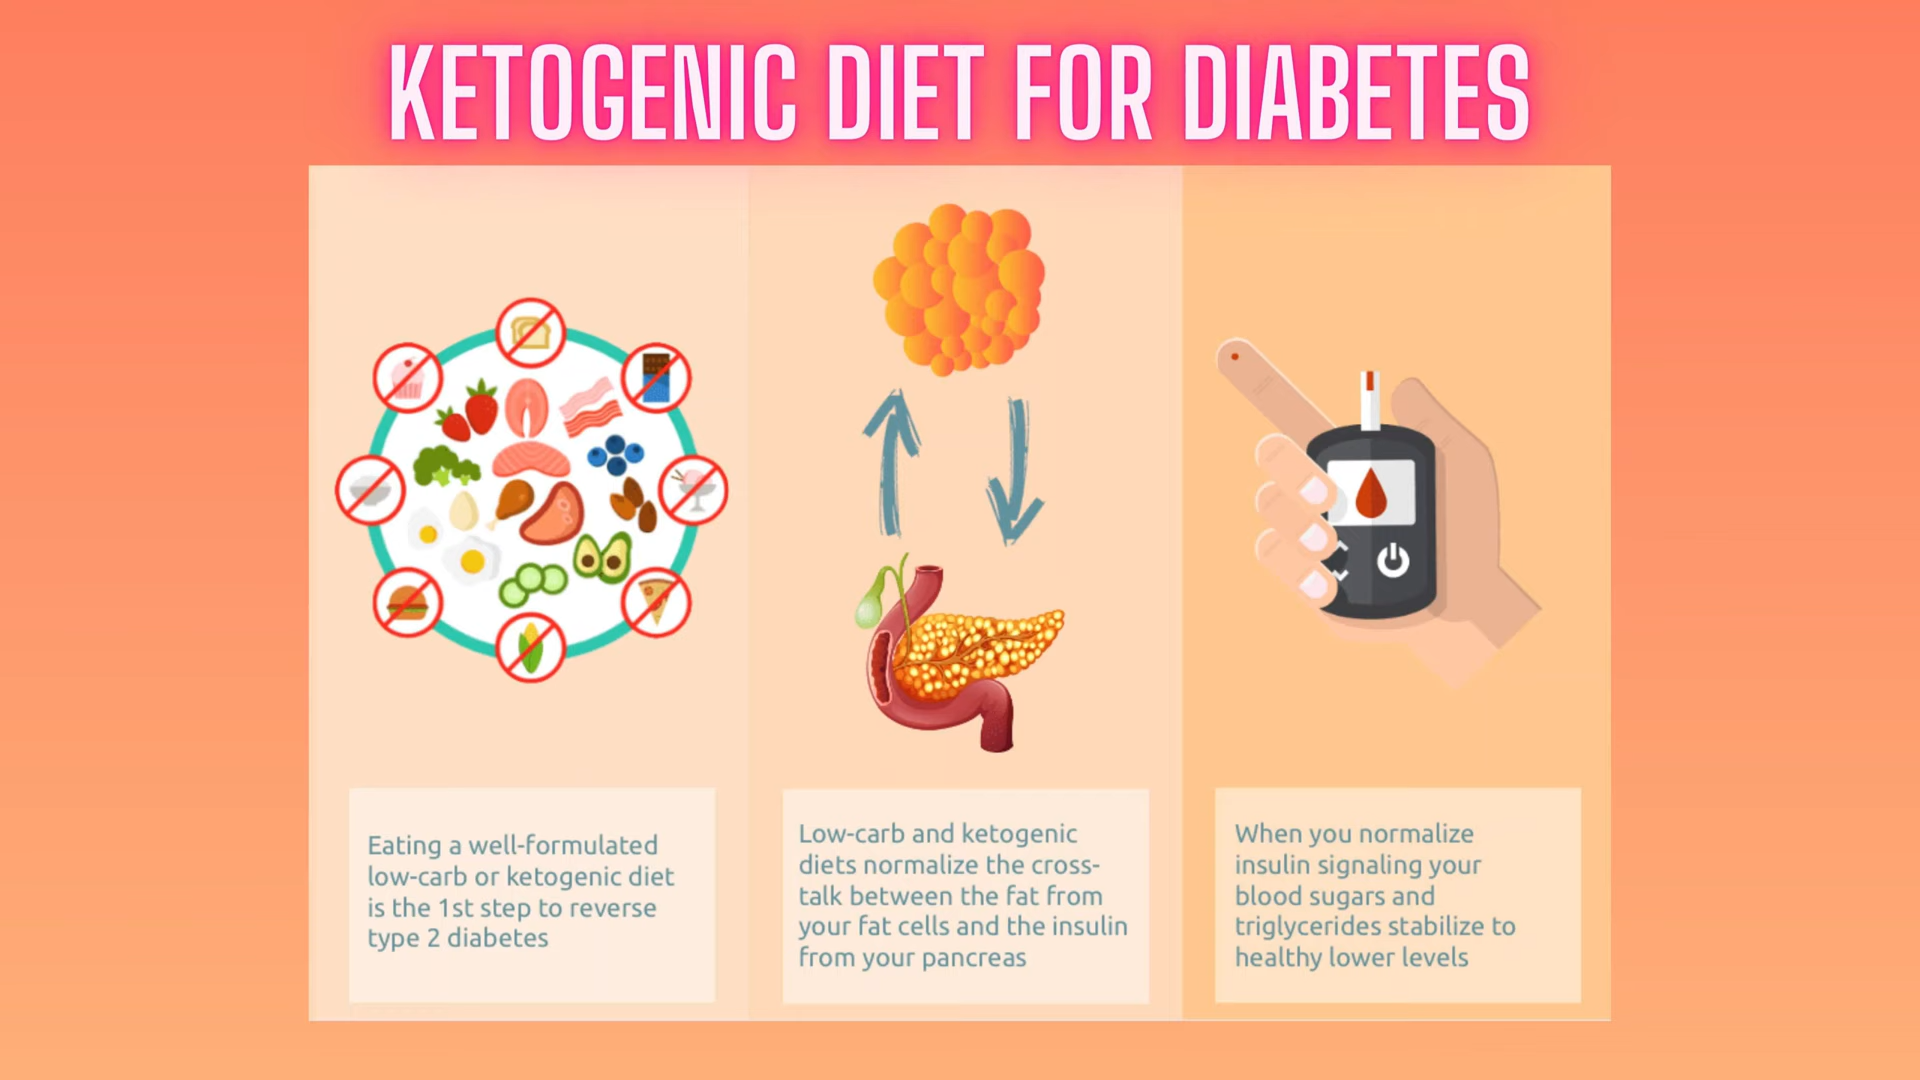 KETOGENIC DIET FOR DIABETES
Eating a well-formulated
low-carb or ketogenic diet
is the 1st step to reverse
type 2 diabetes
Low-carb and ketogenic
diets normalize the cross-
talk between the fat from
your fat cells and the insulin
from your pancreas
When you normalize
insulin signaling your
blood sugars and
triglycerides stabilize to
healthy lower levels